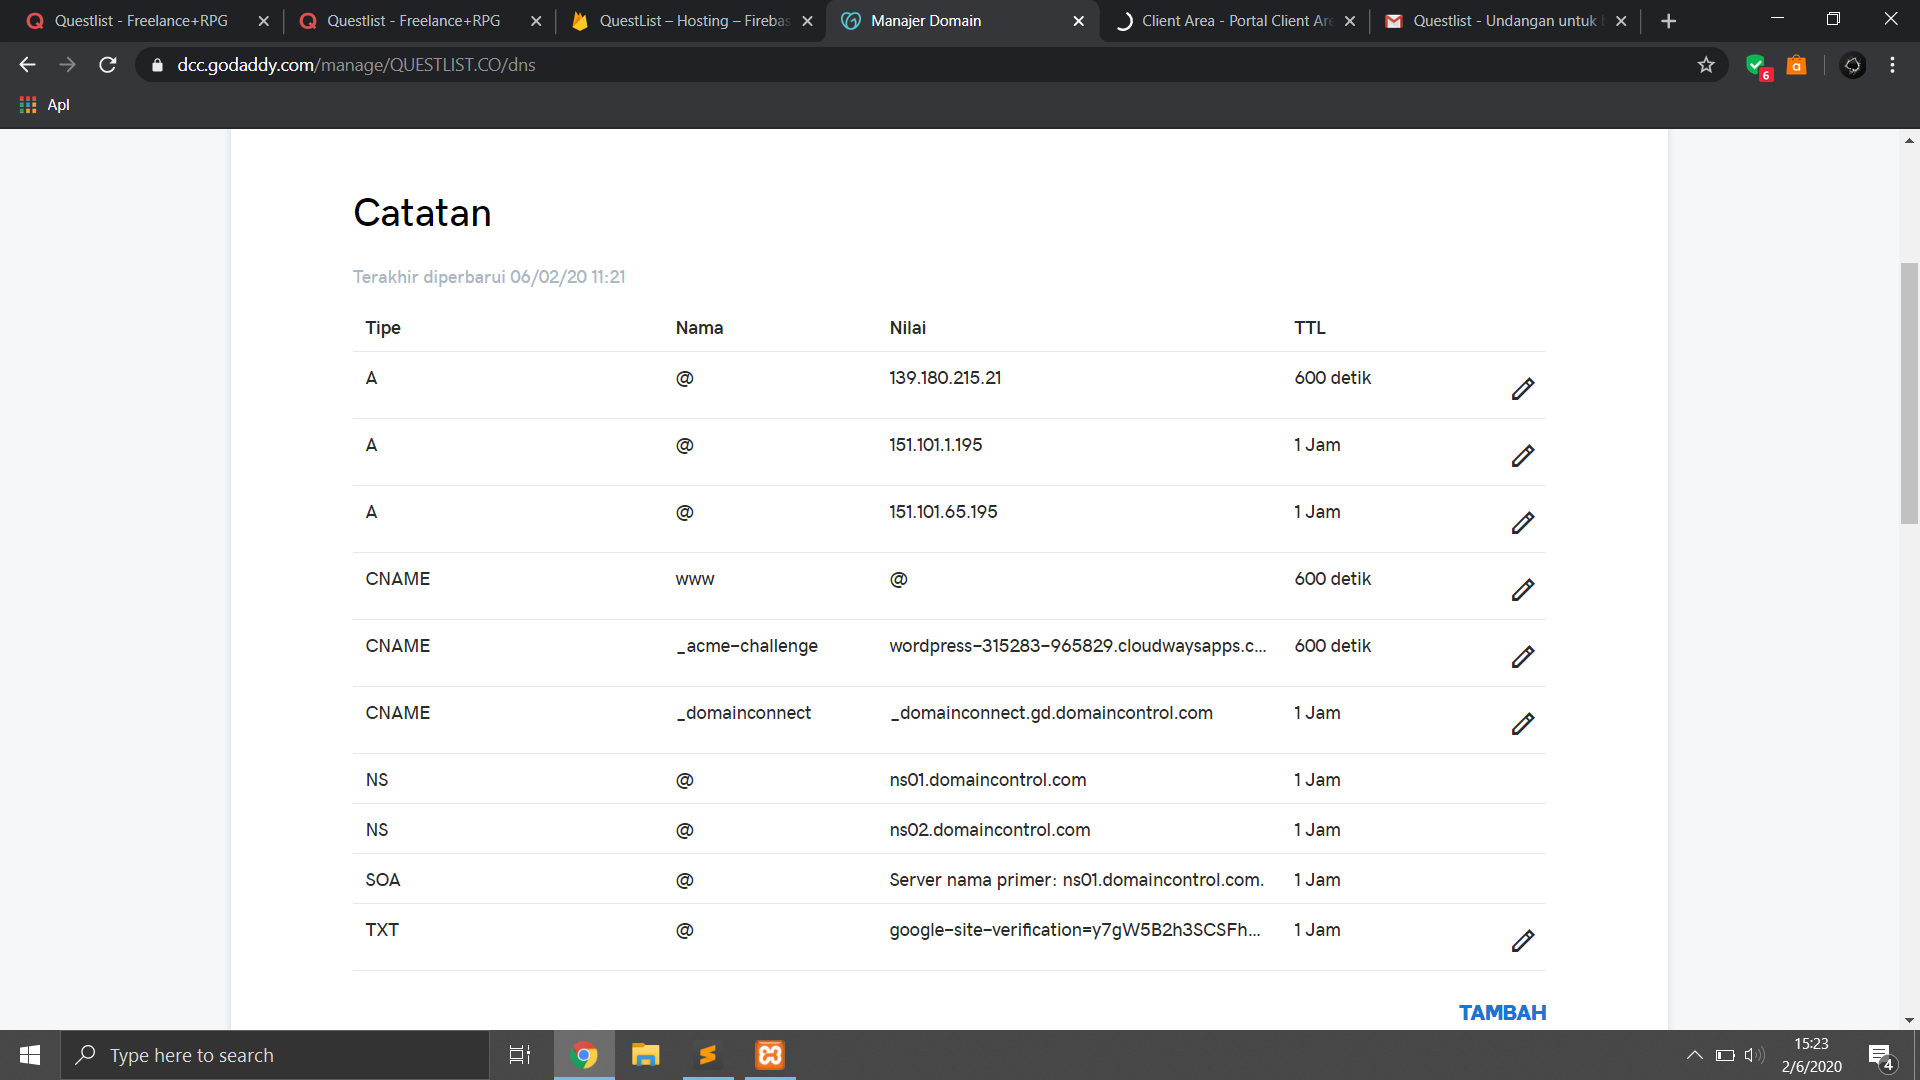 Questlist - Freelance+RPG
Questlist - Freelance+RPG
QuestList – Hosting – Firebas
Manajer Domain
Client Area - Portal Client Are
Questlist - Undangan untuk
dcc.godaddy.com/manage/QUESTLIST.CO/dns
6
a
Apl
Catatan
Terakhir diperbarui 06/02/20 11:21
Tipe Nama Nilai TTL
A @ 139.180.215.21 600 detik
A @ 151.101.1.195 1 Jam
A @ 151.101.65.195 1 Jam
CNAME www @ 600 detik
CNAME _acme-challenge wordpress-315283-965829.cloudwaysapps.c... 600 detik
CNAME _domainconnect _domainconnect.gd.domaincontrol.com 1 Jam
NS @ ns01.domaincontrol.com 1 Jam
NS @ ns02.domaincontrol.com 1 Jam
SOA @ Server nama primer: ns01.domaincontrol.com. 1 Jam
TXT @ google-site-verification=y7gW5B2h3SCSFh... 1 Jam
TAMBAH
Type here to search
15:23
2/6/2020
4